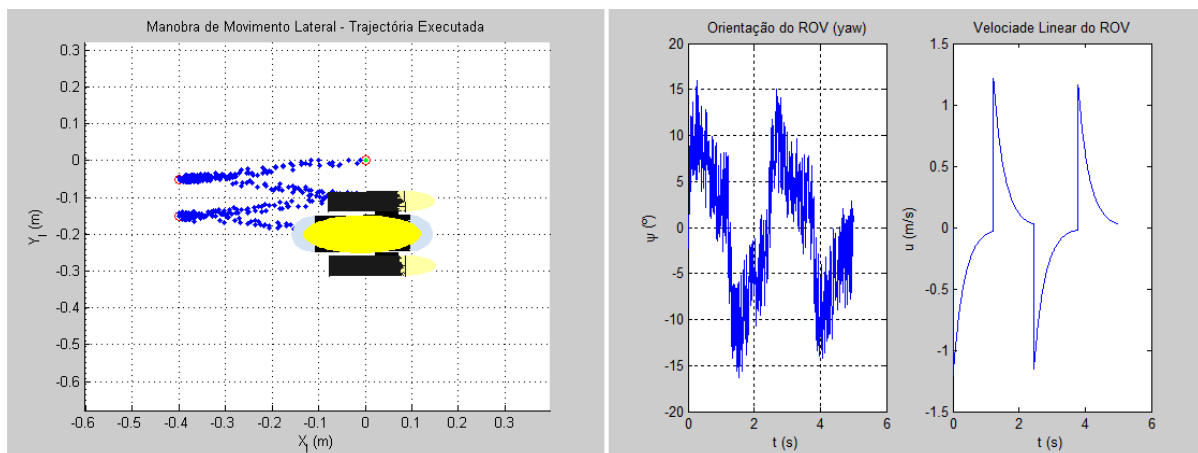 Manobra de Movimento Lateral - Trajectória Executada
0.3
0.2
0.1
0
-0.1
-0.2
-0.3
-0.4
-0.5
-0.6
Y_I (m)
-0.6 -0.5 -0.4 -0.3 -0.2 -0.1 0 0.1 0.2 0.3
X_I (m)
Orientação do ROV (yaw)
20
15
10
5
0
-5
-10
-15
-20
ψ (º)
0 2 4 6
t (s)
Velociade Linear do ROV
1.5
1
0.5
0
-0.5
-1
-1.5
u (m/s)
0 2 4 6
t (s)